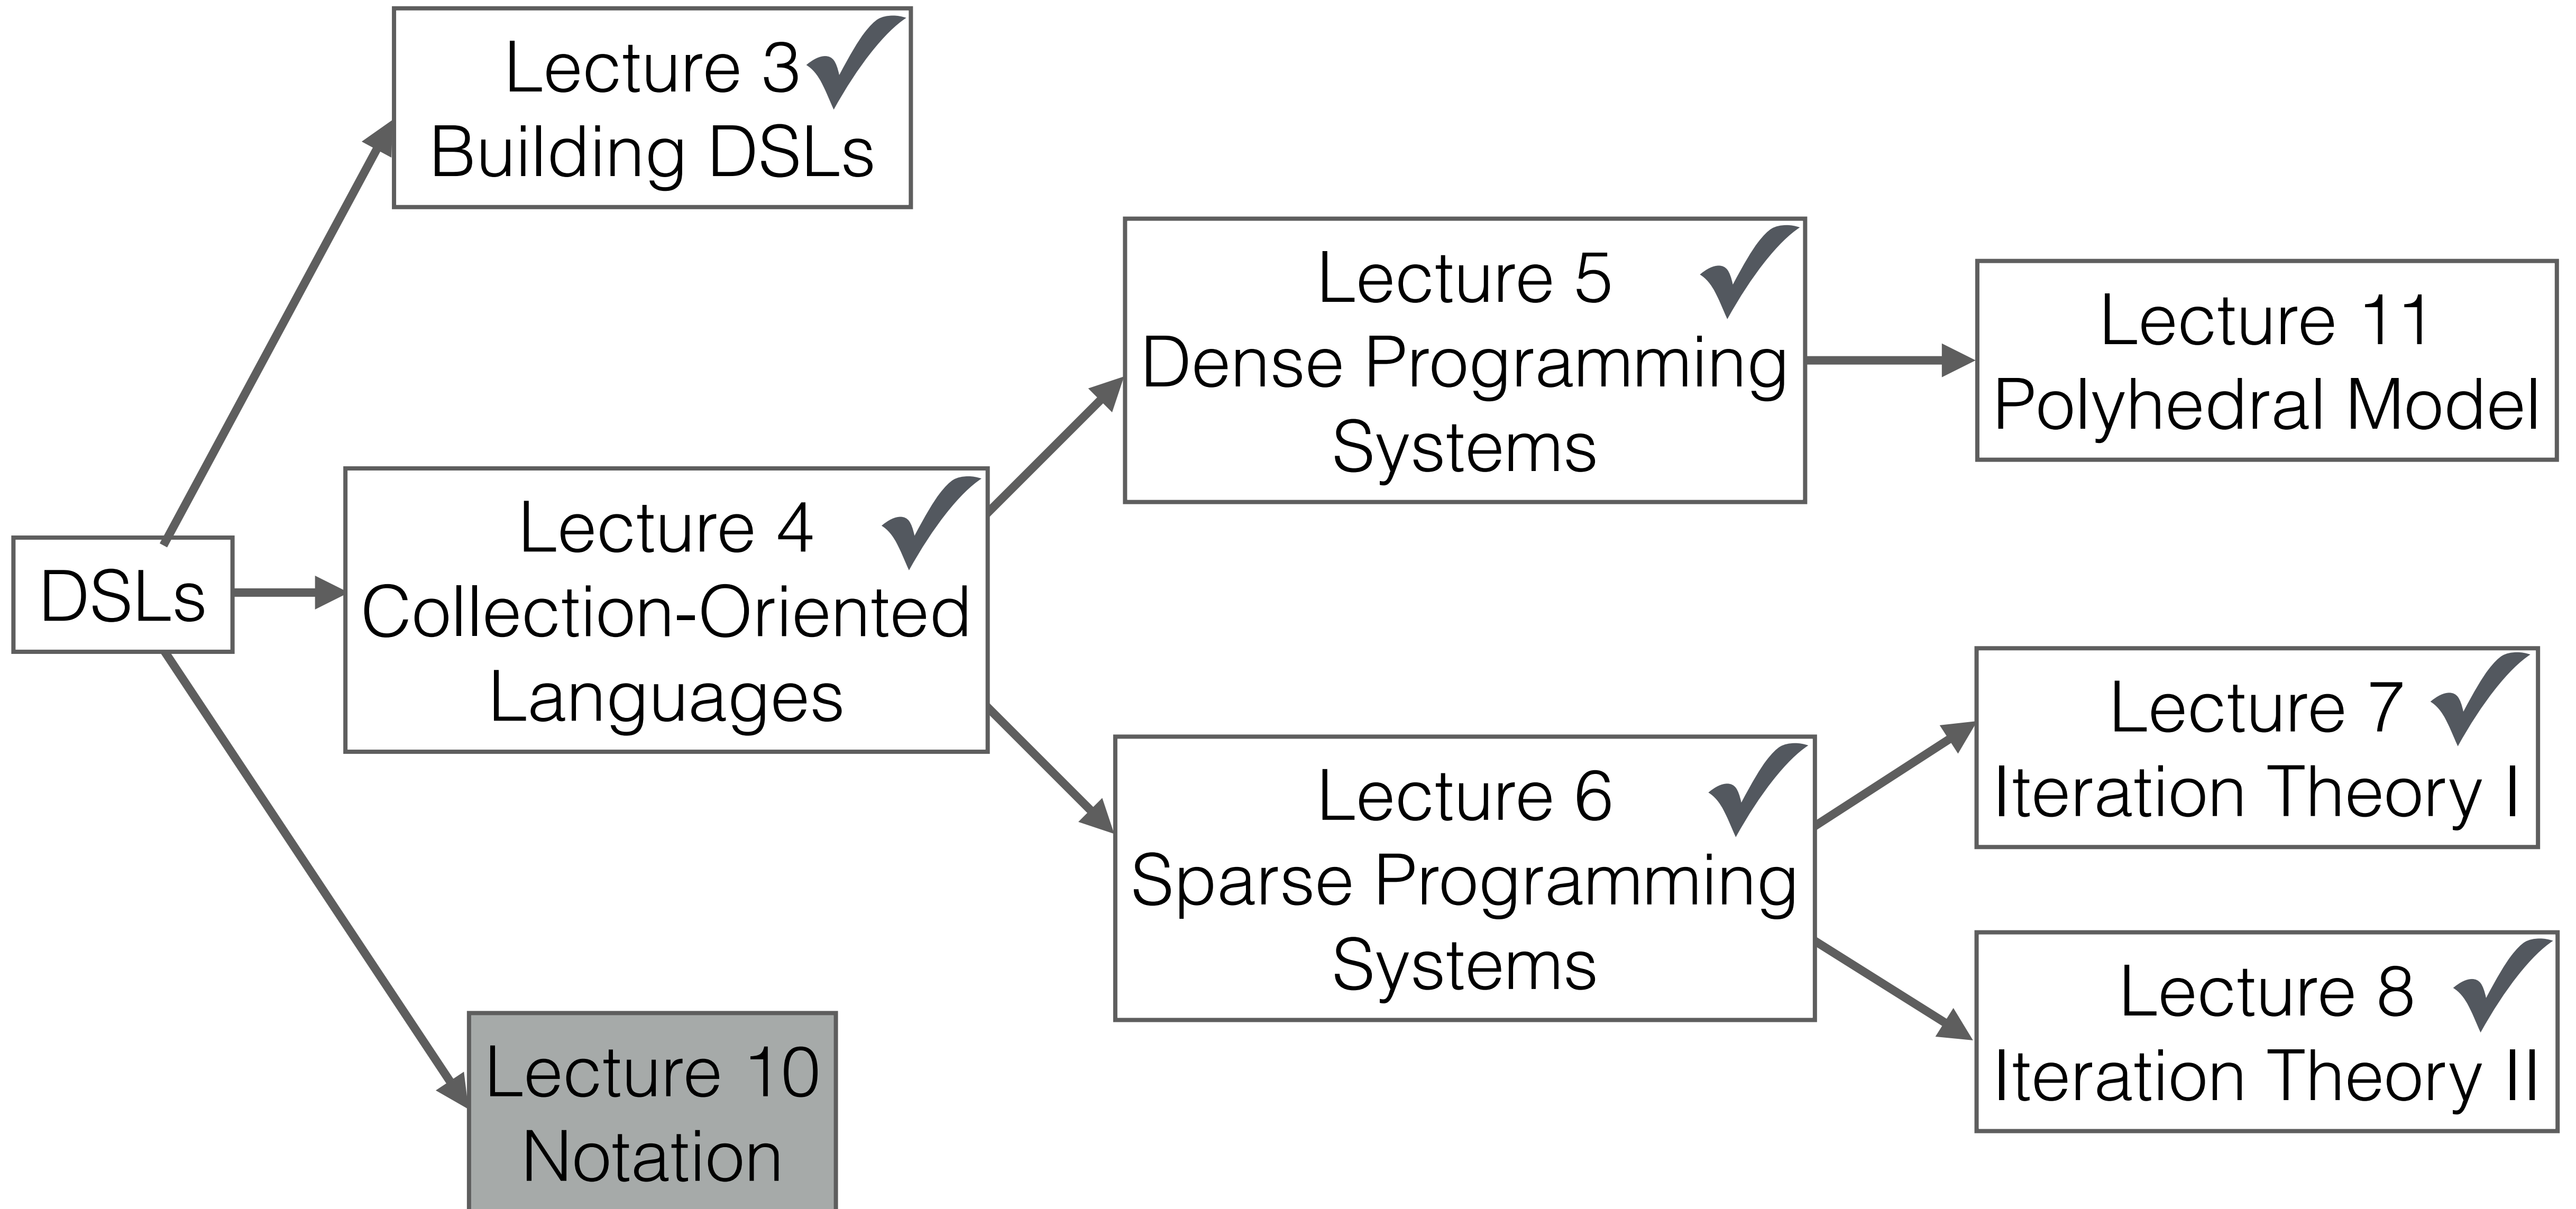 Lecture 3
Building DSLs
Lecture 5
Dense Programming
Systems
Lecture 11
Polyhedral Model
DSLs
Lecture 4
Collection-Oriented
Languages
Lecture 6
Sparse Programming
Systems
Lecture 7
Iteration Theory I
Lecture 8
Iteration Theory II
Lecture 10
Notation